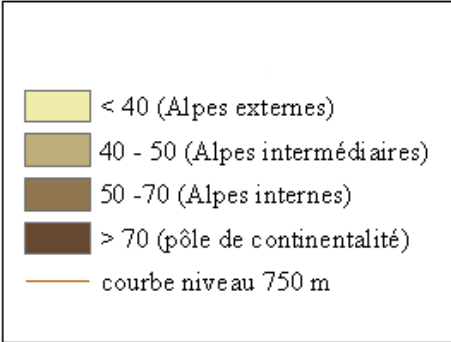 < 40 (Alpes externes)
40 - 50 (Alpes intermédiaires)
50 -70 (Alpes internes)
> 70 (pôle de continentalité)
courbe niveau 750 m